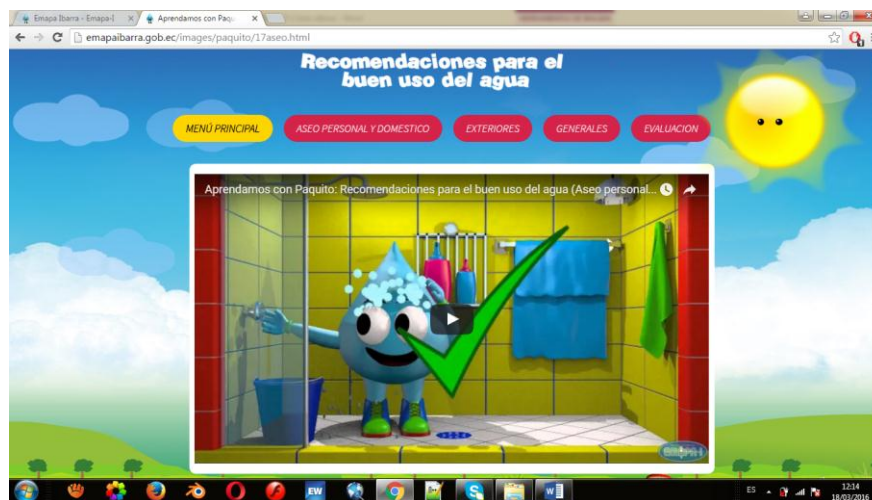 Emapa Ibarra - Emapa-I
Aprendamos con Paqu
emapaibarra.gob.ec/images/paquito/17aseo.html
Recomendaciones para el
buen uso del agua
MENÚ PRINCIPAL
ASEO PERSONAL Y DOMESTICO
EXTERIORES
GENERALES
EVALUACION
Aprendamos con Paquito: Recomendaciones para el buen uso del agua (Aseo personal...
EW
ES
12:14
18/03/2016